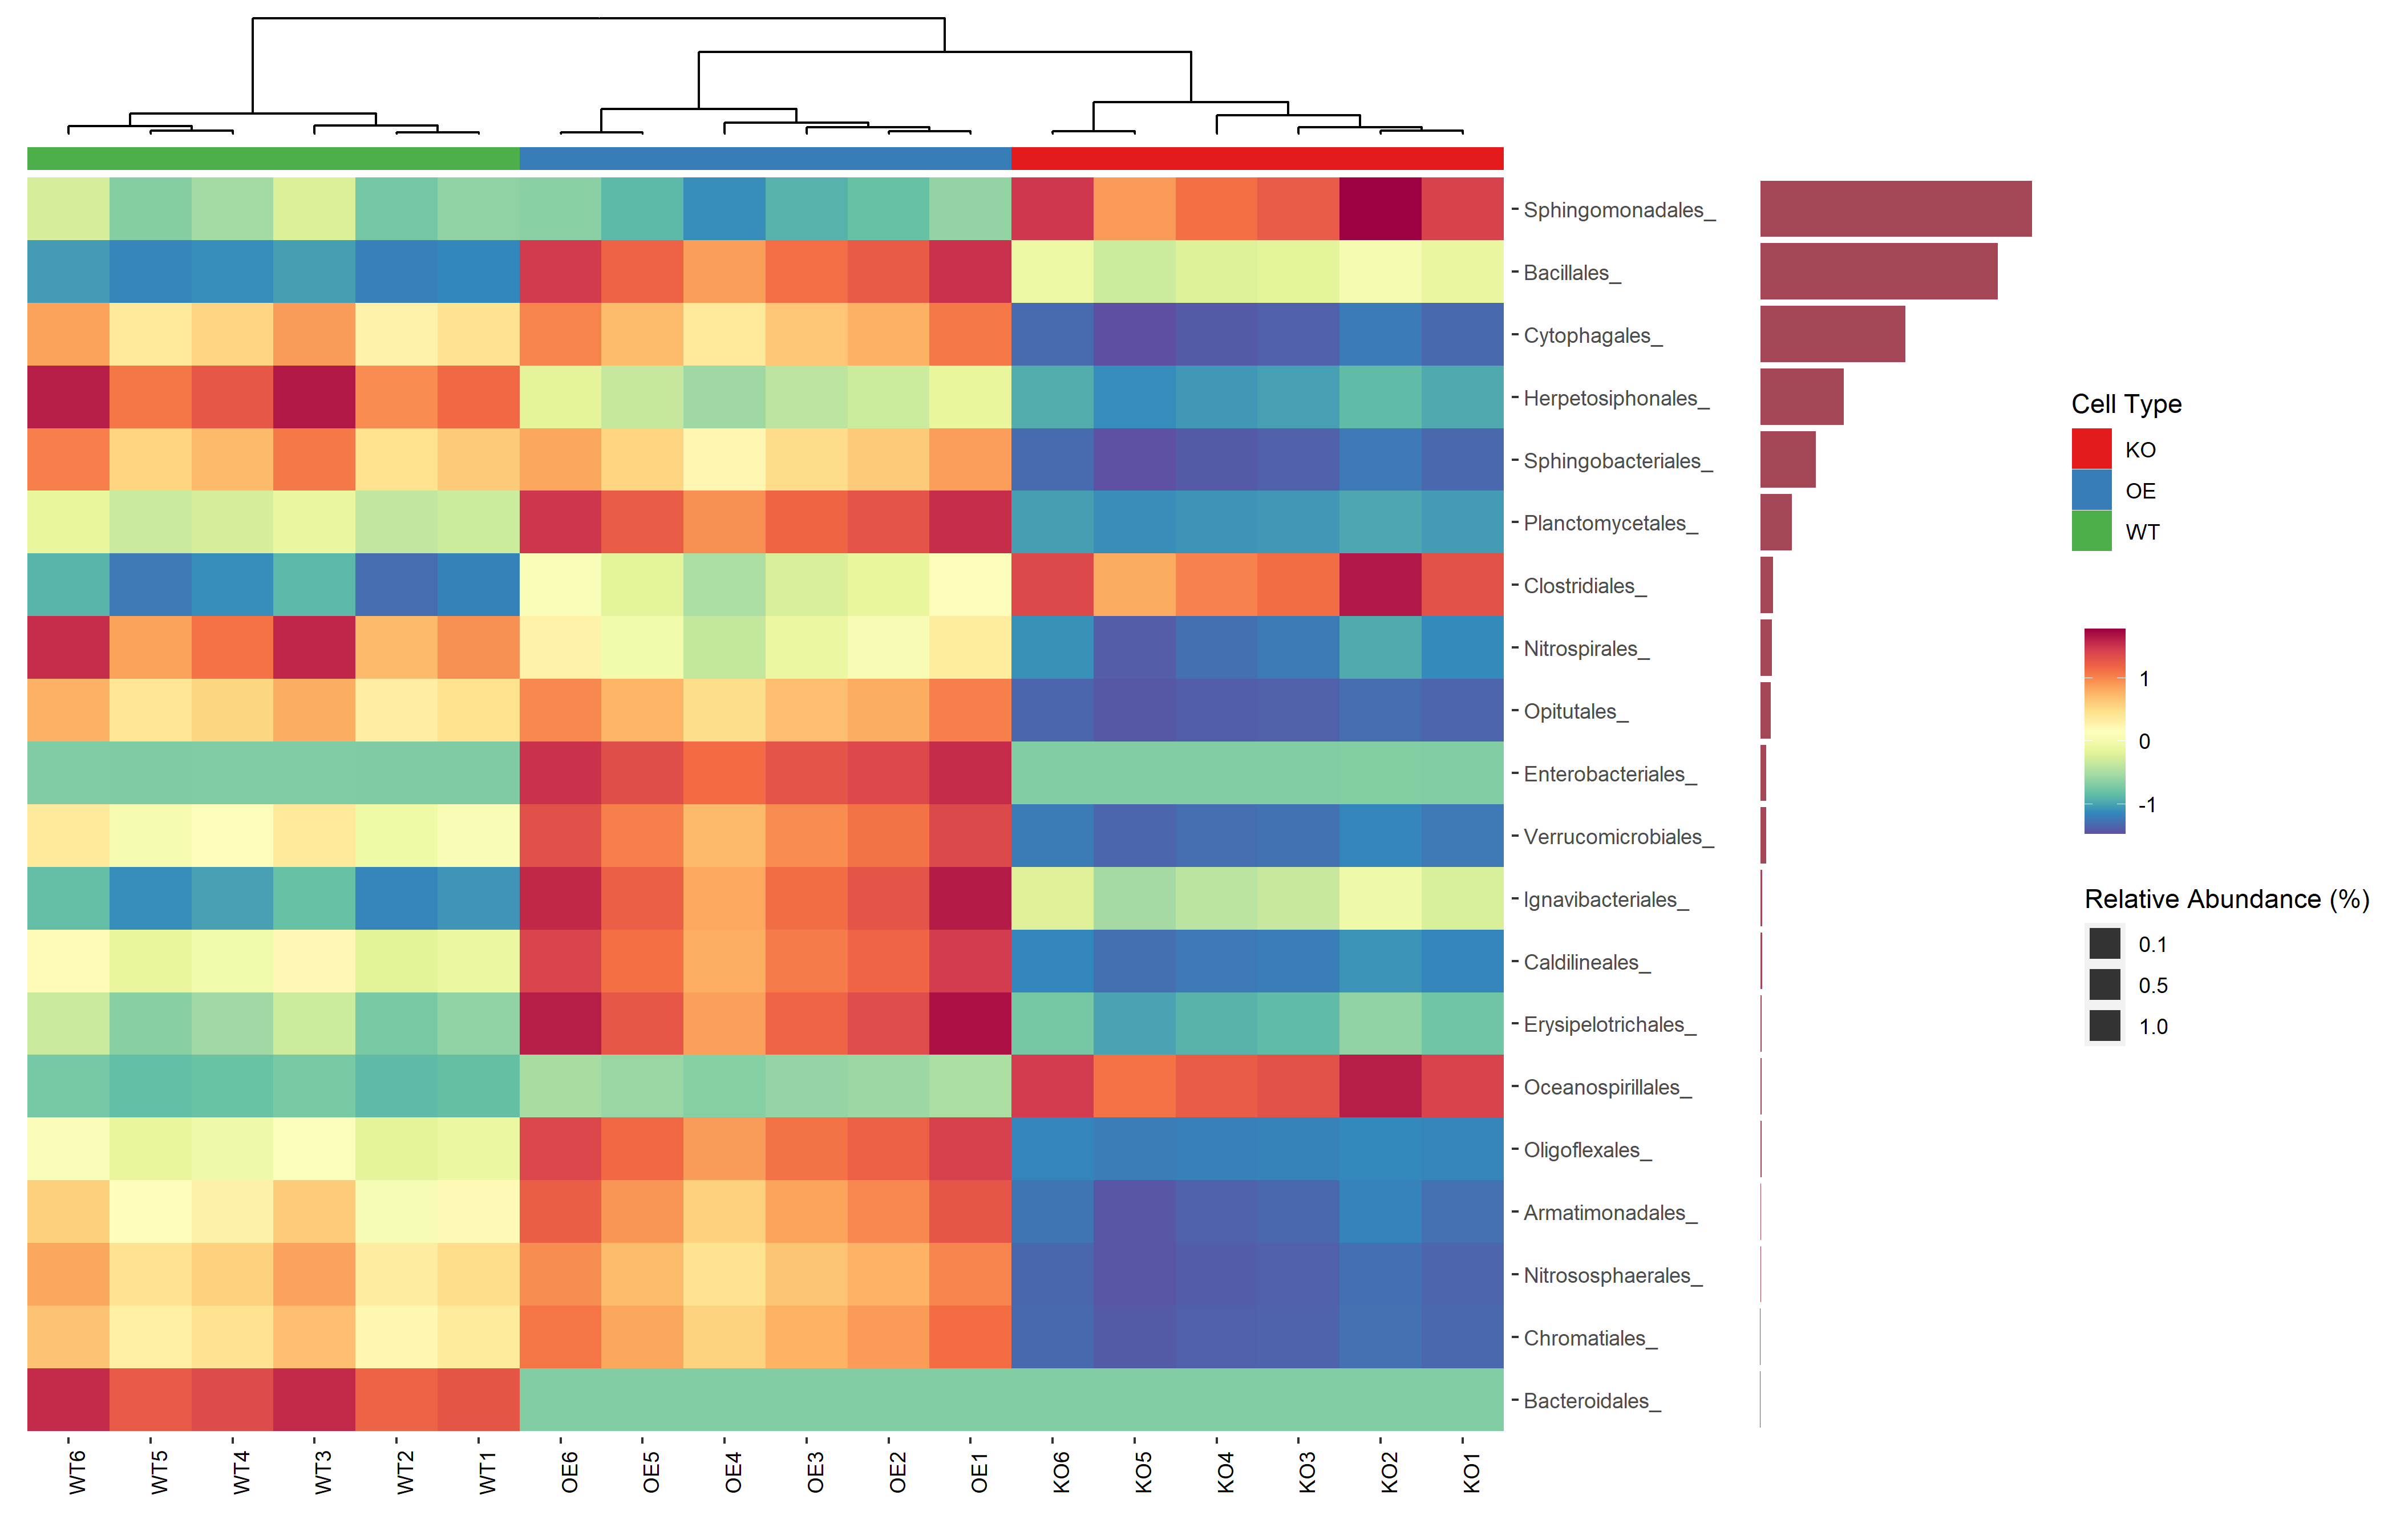 Sphingomonadales_
Bacillales_
Cytophagales_
Herpetosiphonales_
Sphingobacteriales_
Planctomycetales_
Clostridiales_
Nitrospirales_
Opitutales_
Enterobacteriales_
Verrucomicrobiales_
Ignavibacteriales_
Caldilineales_
Erysipelotrichales_
Oceanospirillales_
Oligoflexales_
Armatimonadales_
Nitrososphaerales_
Chromatiales_
Bacteroidales_
WT6
WT5
WT4
WT3
WT2
WT1
OE6
OE5
OE4
OE3
OE2
OE1
KO6
KO5
KO4
KO3
KO2
KO1
Cell Type
KO
OE
WT
1
0
-1
Relative Abundance (%)
0.1
0.5
1.0